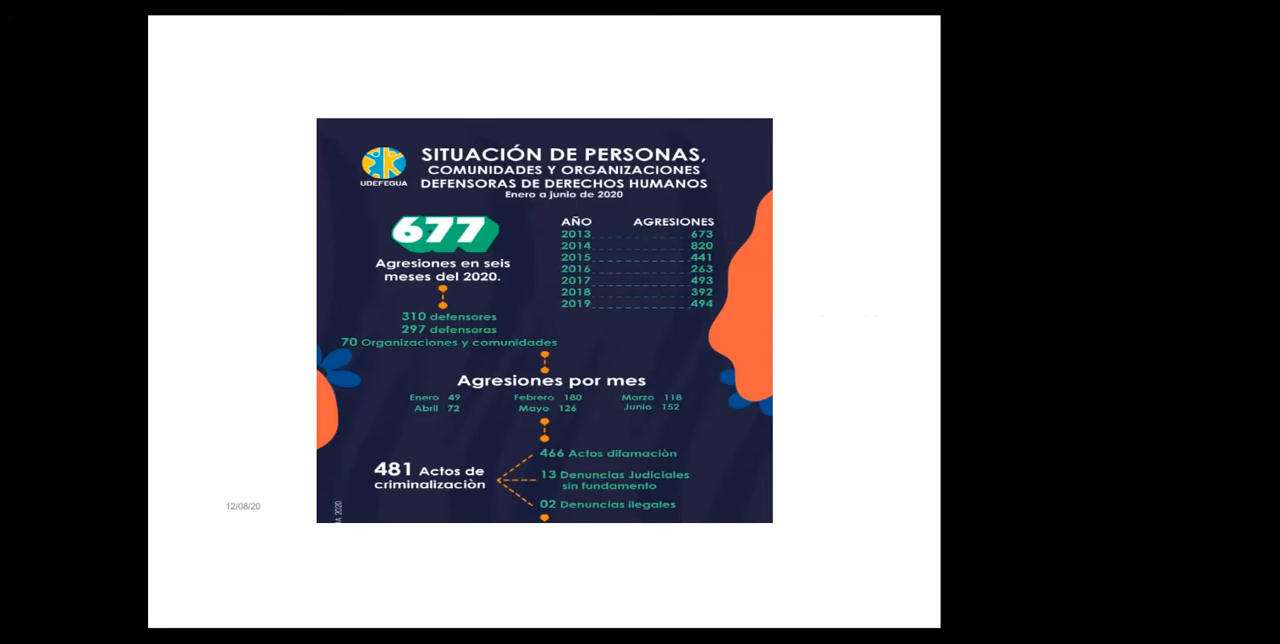 UDEFEGUA
SITUACIÓN DE PERSONAS,
COMUNIDADES Y ORGANIZACIONES
DEFENSORAS DE DERECHOS HUMANOS
Enero a junio de 2020
677
Agresiones en seis
meses del 2020.
310 defensores
297 defensoras
70 Organizaciones y comunidades
AÑO AGRESIONES
2013 673
2014 820
2015 441
2016 263
2017 493
2018 392
2019 494
Agresiones por mes
Enero 49 Febrero 180 Marzo 118
Abril 72 Mayo 126 Junio 152
481 Actos de
criminalizaciòn
466 Actos difamaciòn
13 Denuncias Judiciales
sin fundamento
02 Denuncias ilegales
12/08/20
2020